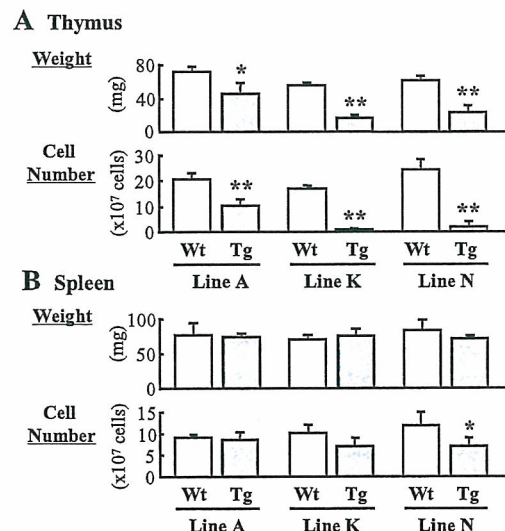 A Thymus
Weight
(mg)
80
40
0
*
**
**
Cell
Number
(x10⁷ cells)
30
20
10
0
**
**
**
Wt Tg Wt Tg Wt Tg
Line A Line K Line N
B Spleen
Weight
(mg)
100
50
0
Cell
Number
(x10⁷ cells)
15
10
5
0
*
Wt Tg Wt Tg Wt Tg
Line A Line K Line N